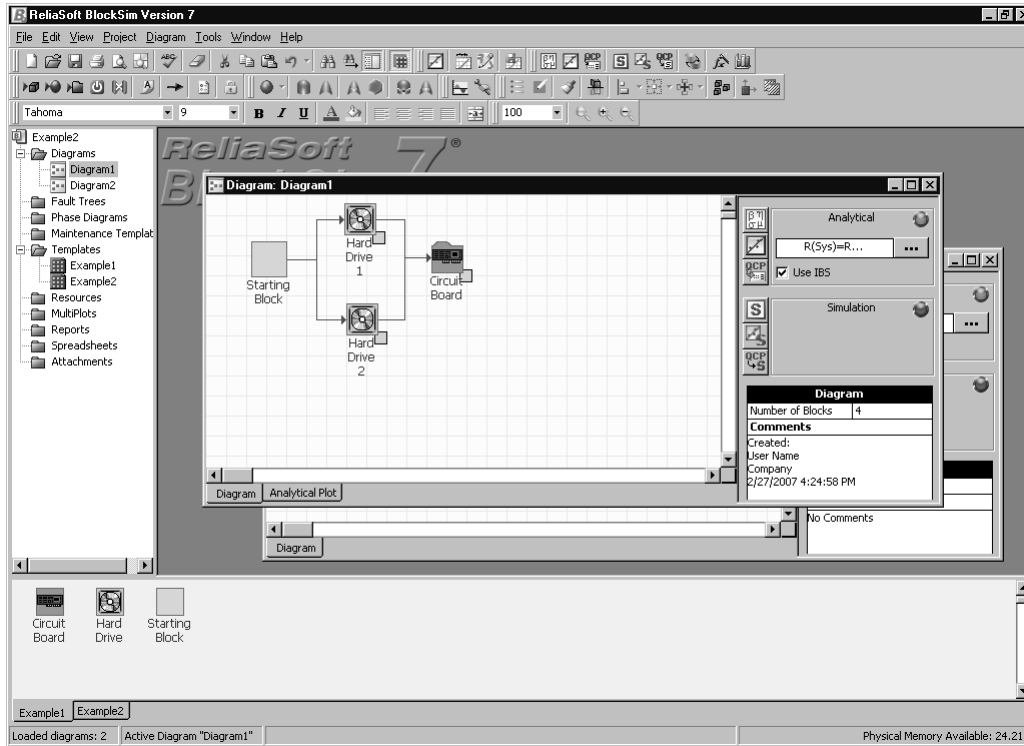 ReliaSoft BlockSim Version 7
File Edit View Project Diagram Tools Window Help
Tahoma 9 B I U A 100
Example2
Diagrams
Diagram1
Diagram2
Fault Trees
Phase Diagrams
Maintenance Templat
Templates
Example1
Example2
Resources
MultiPlots
Reports
Spreadsheets
Attachments
ReliaSoft 7®
Diagram: Diagram1
Starting
Block
Hard
Drive
1
Hard
Drive
2
Circuit
Board
Analytical
R(Sys)=R... ...
Use IBS
Simulation
Diagram
Number of Blocks 4
Comments
Created:
User Name
Company
2/27/2007 4:24:58 PM
Diagram Analytical Plot
...
No Comments
Diagram
Circuit
Board
Hard
Drive
Starting
Block
Example1 Example2
Loaded diagrams: 2 Active Diagram "Diagram1" Physical Memory Available: 24.21